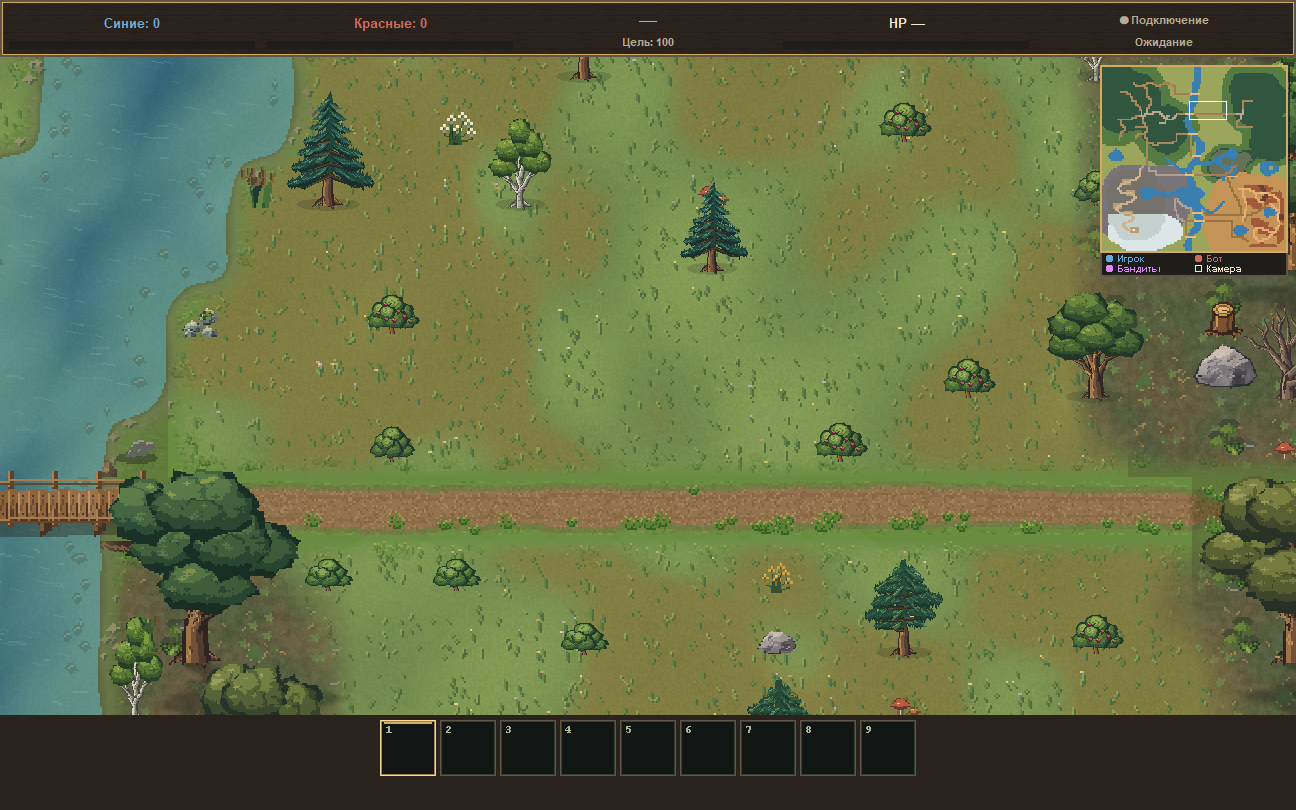 Синие: 0
Красные: 0
—
Цель: 100
HP —
Подключение
Ожидание
Игрок
Бот
Бандиты
Камера
1 2 3 4 5 6 7 8 9